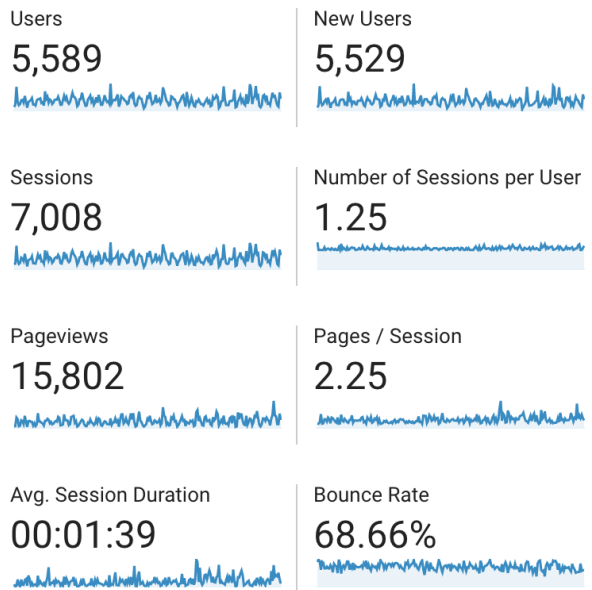 Users
5,589
New Users
5,529
Sessions
7,008
Number of Sessions per User
1.25
Pageviews
15,802
Pages / Session
2.25
Avg. Session Duration
00:01:39
Bounce Rate
68.66%